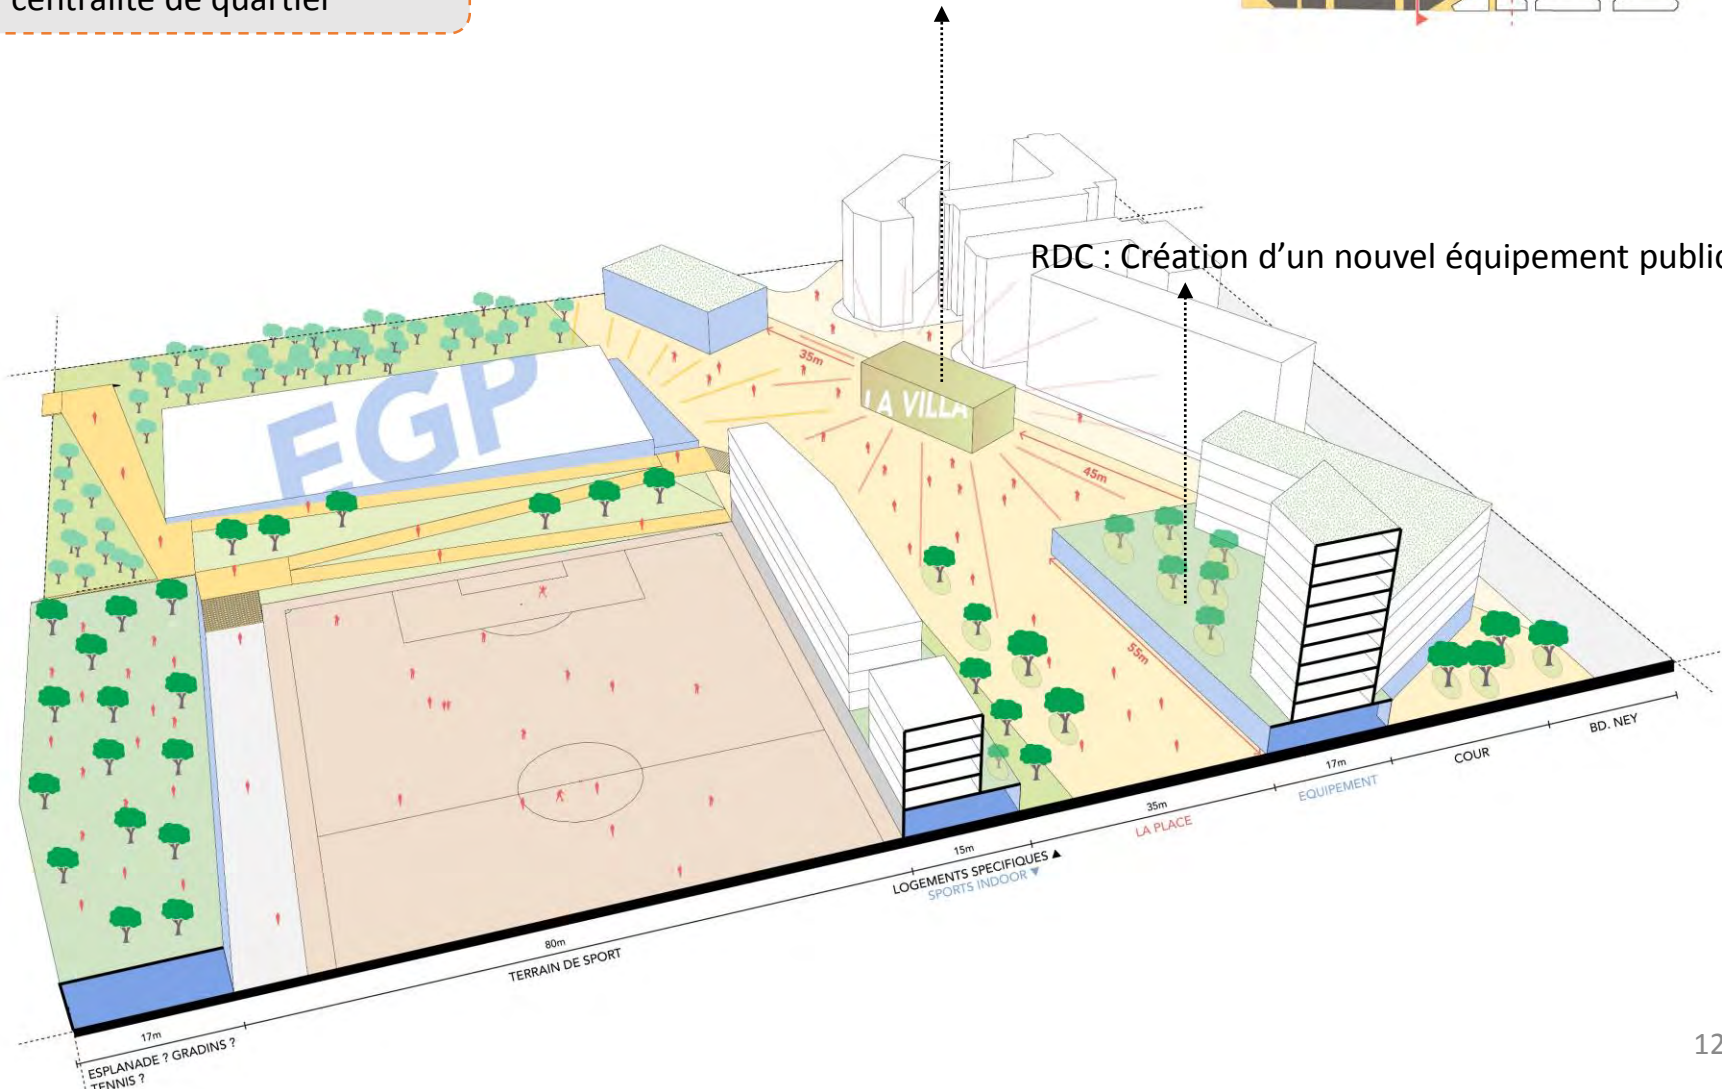 centralité de quartier
RDC : Création d’un nouvel équipement public
35m
EGP
LA VILLA
45m
55m
BD. NEY
COUR
17m
EQUIPEMENT
35m
LA PLACE
15m
LOGEMENTS SPECIFIQUES ▲
SPORTS INDOOR ▼
80m
TERRAIN DE SPORT
17m
ESPLANADE ? GRADINS ?
TENNIS ?
12